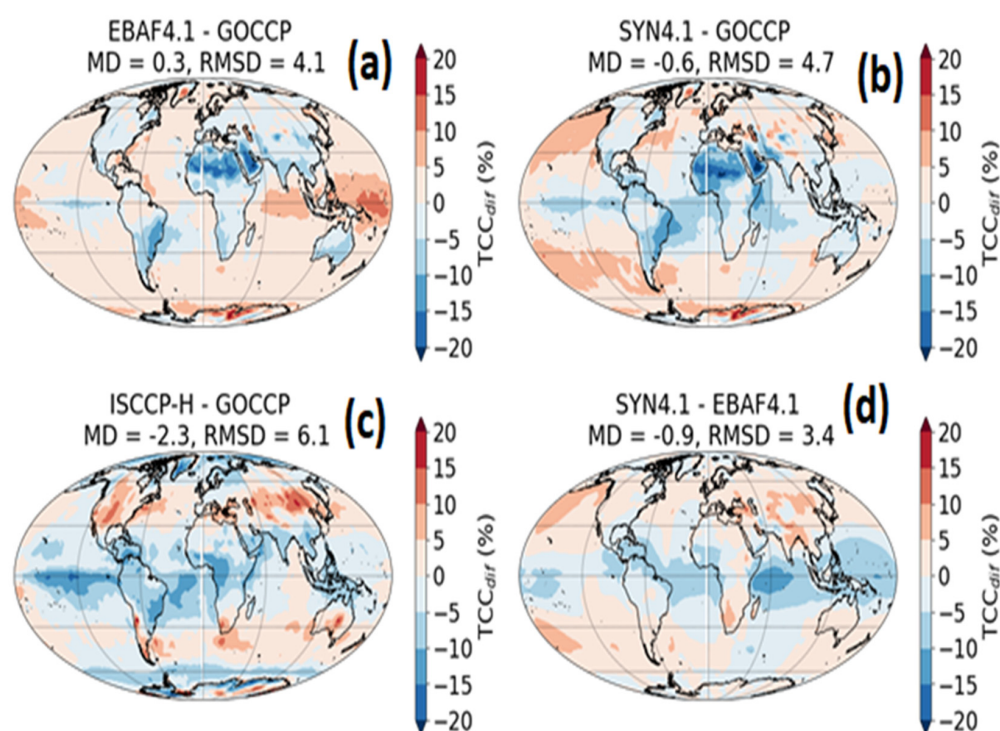 EBAF4.1 - GOCCP
MD = 0.3, RMSD = 4.1
(a)
20
15
10
5
0
−5
−10
−15
−20
TCCdif (%)
SYN4.1 - GOCCP
MD = -0.6, RMSD = 4.7
(b)
20
15
10
5
0
−5
−10
−15
−20
TCCdif (%)
ISCCP-H - GOCCP
MD = -2.3, RMSD = 6.1
(c)
20
15
10
5
0
−5
−10
−15
−20
TCCdif (%)
SYN4.1 - EBAF4.1
MD = -0.9, RMSD = 3.4
(d)
20
15
10
5
0
−5
−10
−15
−20
TCCdif (%)